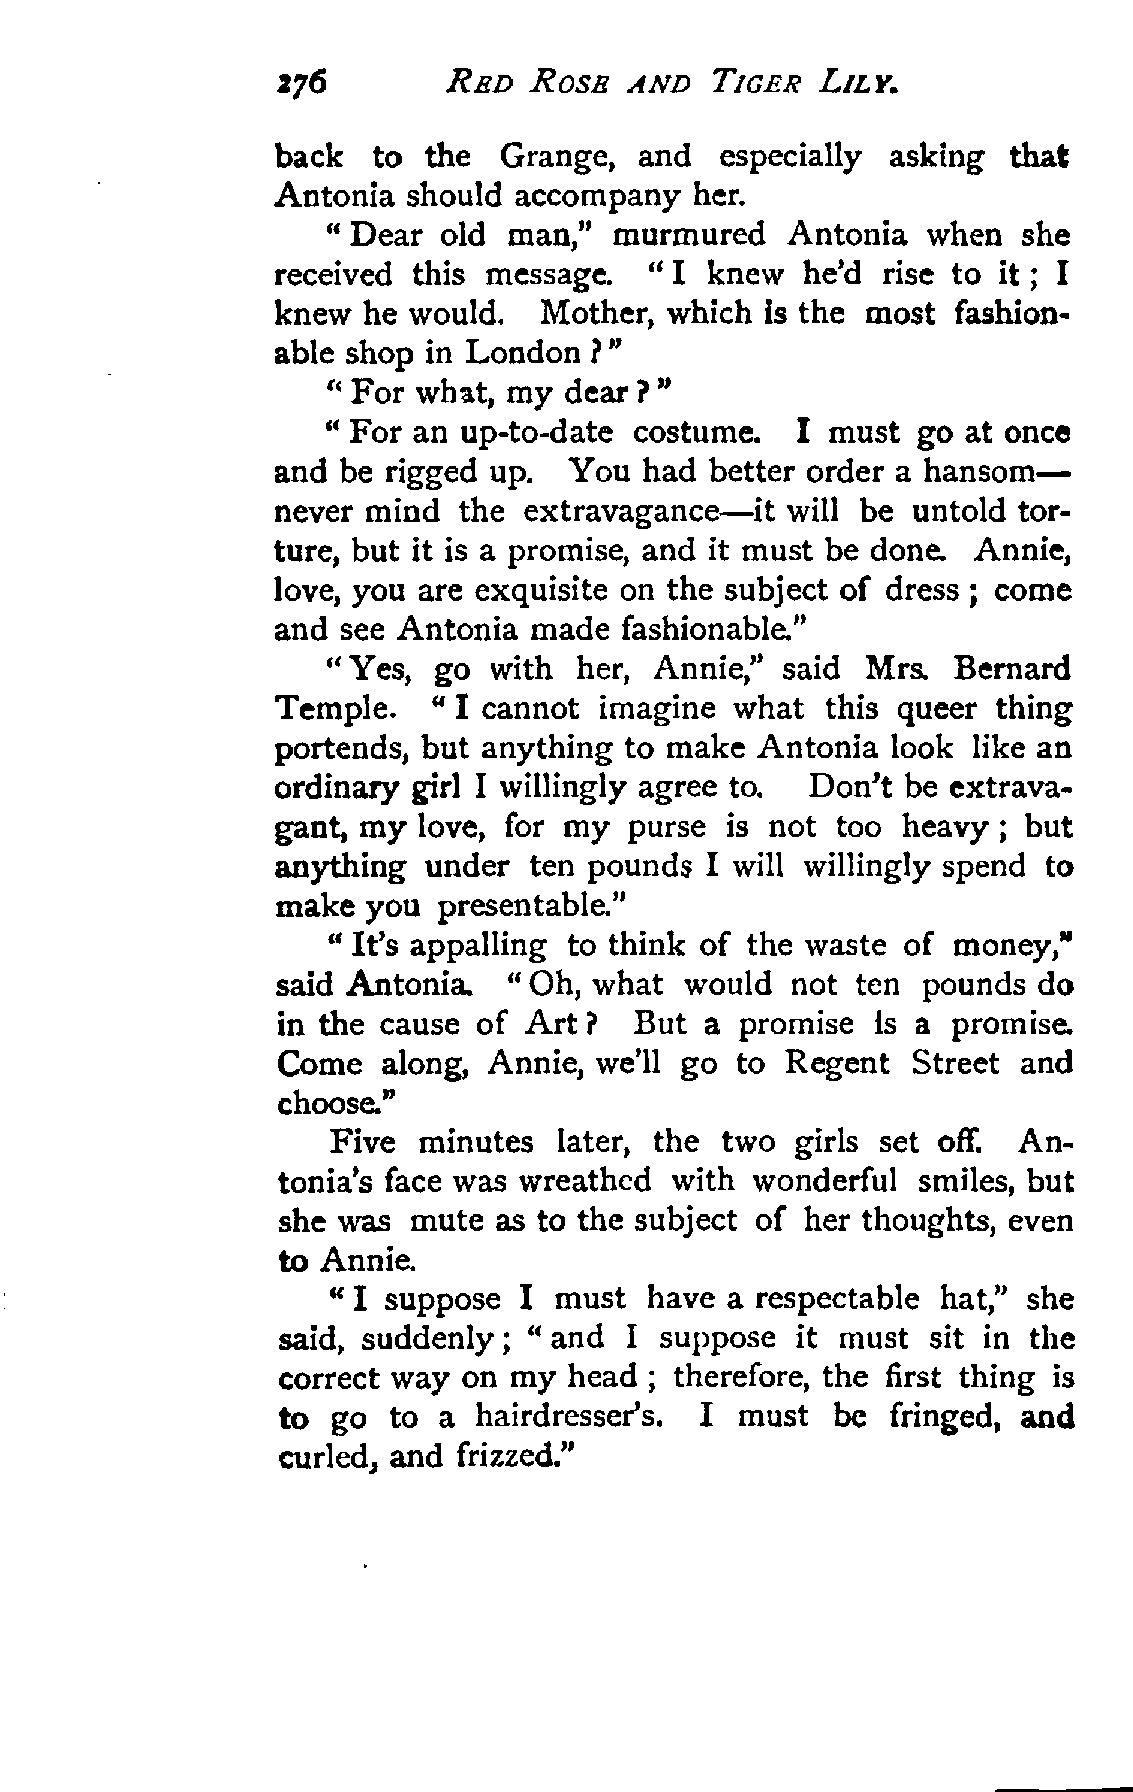 276 RED ROSE AND TIGER LILY.
back to the Grange, and especially asking that
Antonia should accompany her.
"Dear old man," murmured Antonia when she
received this message. "I knew he'd rise to it; I
knew he would. Mother, which is the most fashion-
able shop in London?"
"For what, my dear?"
"For an up-to-date costume. I must go at once
and be rigged up. You had better order a hansom—
never mind the extravagance—it will be untold tor-
ture, but it is a promise, and it must be done. Annie,
love, you are exquisite on the subject of dress; come
and see Antonia made fashionable."
"Yes, go with her, Annie," said Mrs. Bernard
Temple. "I cannot imagine what this queer thing
portends, but anything to make Antonia look like an
ordinary girl I willingly agree to. Don't be extrava-
gant, my love, for my purse is not too heavy; but
anything under ten pounds I will willingly spend to
make you presentable."
"It's appalling to think of the waste of money,"
said Antonia. "Oh, what would not ten pounds do
in the cause of Art? But a promise is a promise.
Come along, Annie, we'll go to Regent Street and
choose."
Five minutes later, the two girls set off. An-
tonia's face was wreathed with wonderful smiles, but
she was mute as to the subject of her thoughts, even
to Annie.
"I suppose I must have a respectable hat," she
said, suddenly; "and I suppose it must sit in the
correct way on my head; therefore, the first thing is
to go to a hairdresser's. I must be fringed, and
curled, and frizzed."